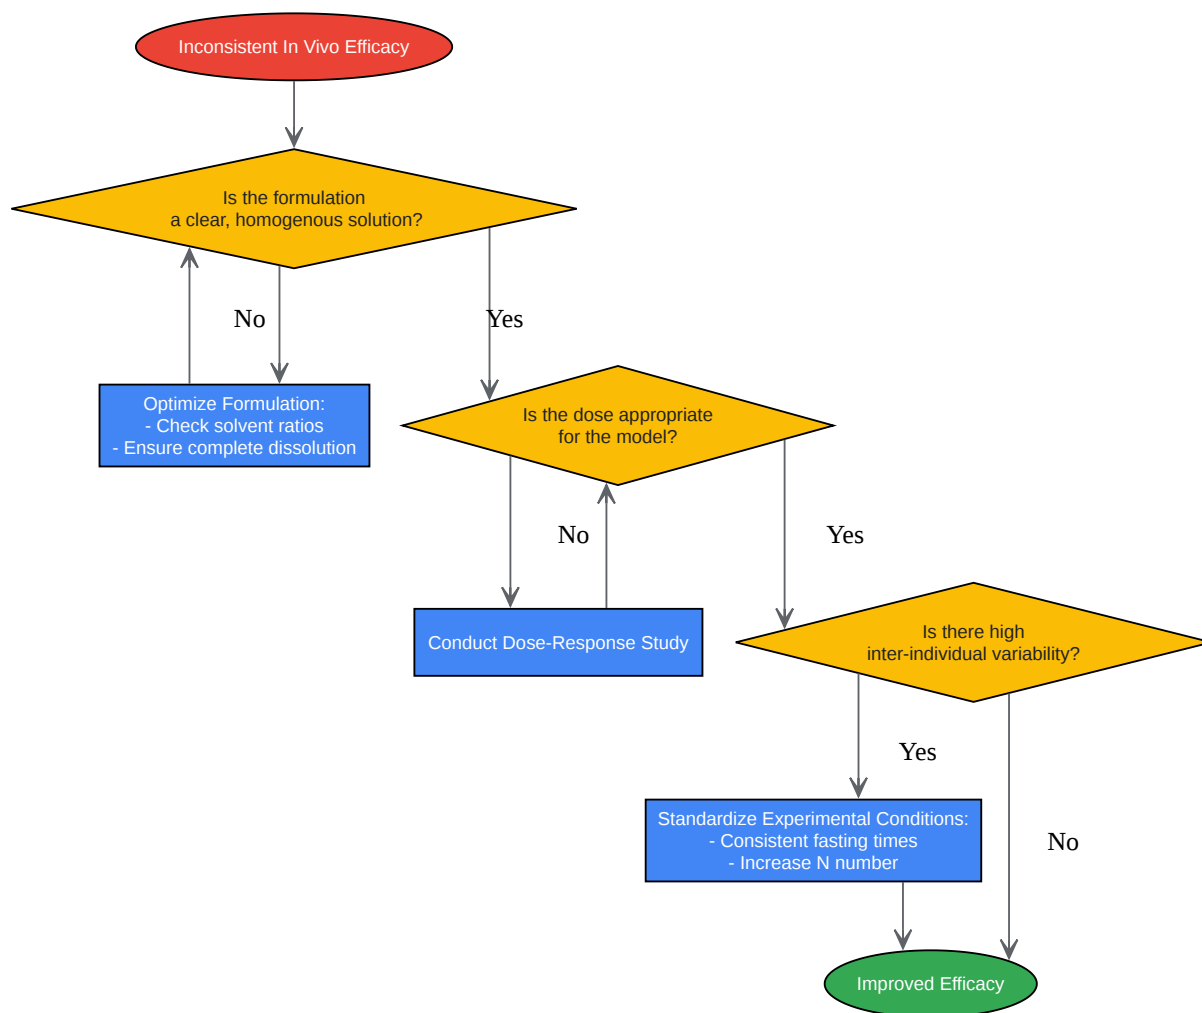 Inconsistent In Vivo Efficacy
Is the formulation
a clear, homogenous solution?
No
Yes
Optimize Formulation:
- Check solvent ratios
- Ensure complete dissolution
Is the dose appropriate
for the model?
No
Yes
Conduct Dose-Response Study
Is there high
inter-individual variability?
Yes
Standardize Experimental Conditions:
- Consistent fasting times
- Increase N number
No
Improved Efficacy